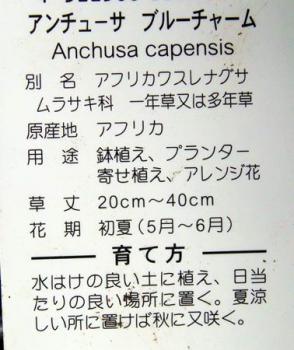 アンチューサ ブルーチャーム
Anchusa capensis
別 名 アフリカワスレナグサ
ムラサキ科 一年草又は多年草
原産地 アフリカ
用 途 鉢植え、プランター
寄せ植え、アレンジ花
草 丈 20cm～40cm
花 期 初夏(5月～6月)
育て方
水はけの良い土に植え、日当
たりの良い場所に置く。夏涼
しい所に置けば秋に又咲く。